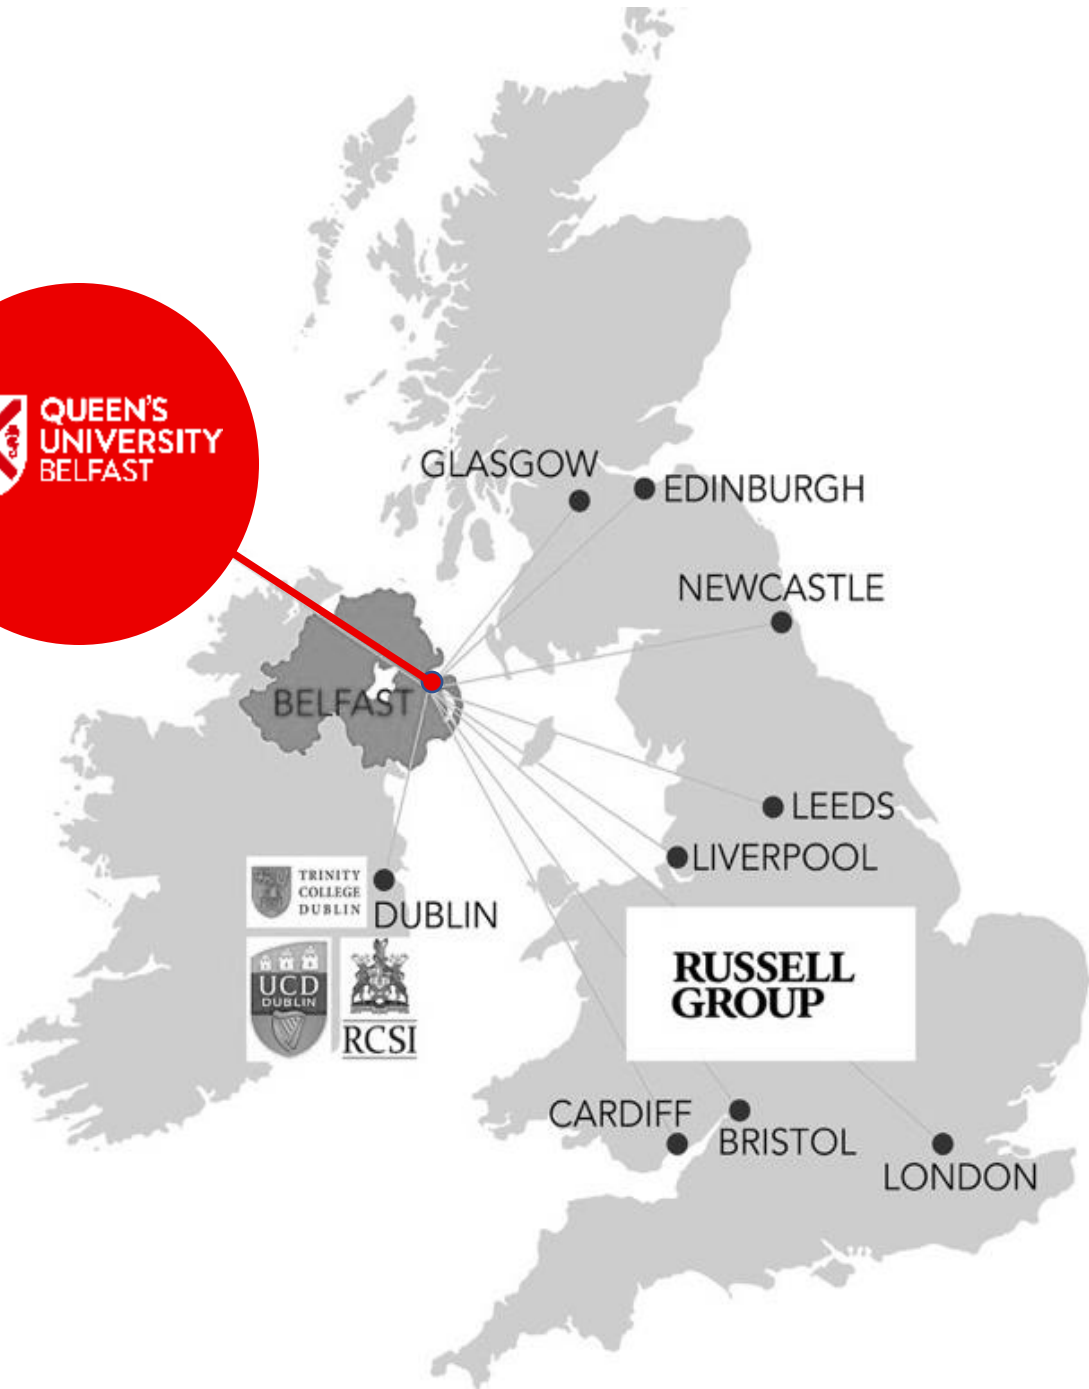 QUEEN'S
UNIVERSITY
BELFAST
GLASGOW
EDINBURGH
NEWCASTLE
BELFAST
LEEDS
LIVERPOOL
TRINITY
COLLEGE
DUBLIN
DUBLIN
UCD
DUBLIN
RCSI
RUSSELL
GROUP
CARDIFF
BRISTOL
LONDON